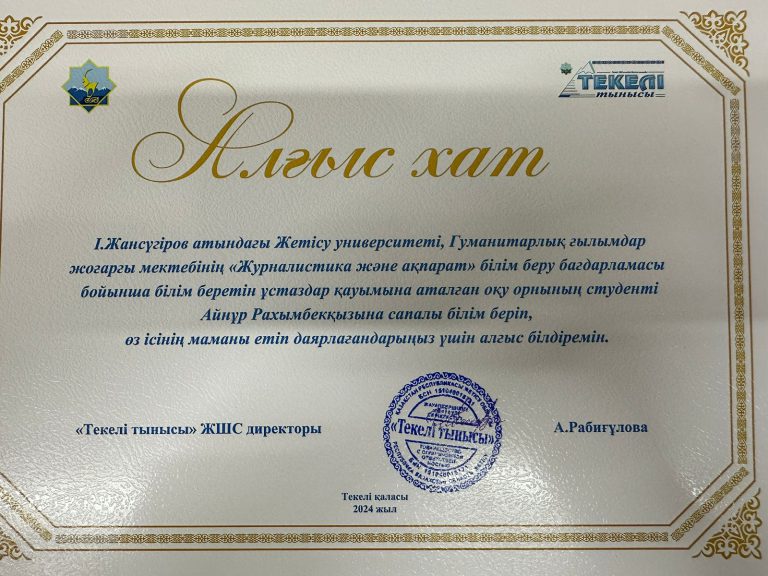 ТЕКЕЛІ
ТЫНЫСЫ
Алғыс хат
І.Жансүгіров атындағы Жетісу университеті, Гуманитарлық ғылымдар
жоғарғы мектебінің «Журналистика және ақпарат» білім беру бағдарламасы
бойынша білім беретін ұстаздар қауымына аталған оқу орнының студенті
Айнұр Рахымбекқызына сапалы білім беріп,
өз ісінің маманы етіп даярлағандарыңыз үшін алғыс білдіремін.
«Текелі тынысы» ЖШС директоры
«Текелі тынысы»
А.Рабиғұлова
Текелі қаласы
2024 жыл